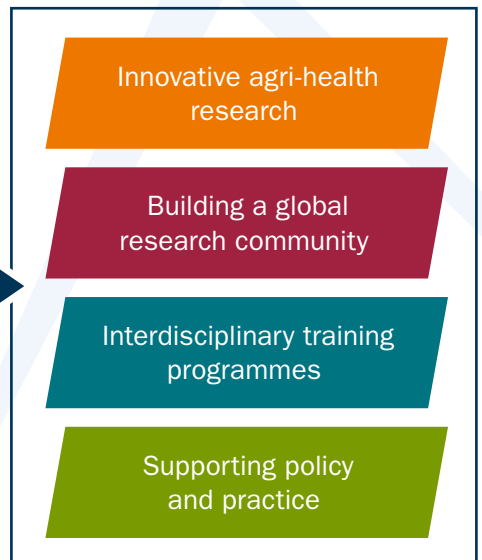 Innovative agri-health
research
Building a global
research community
Interdisciplinary training
programmes
Supporting policy
and practice